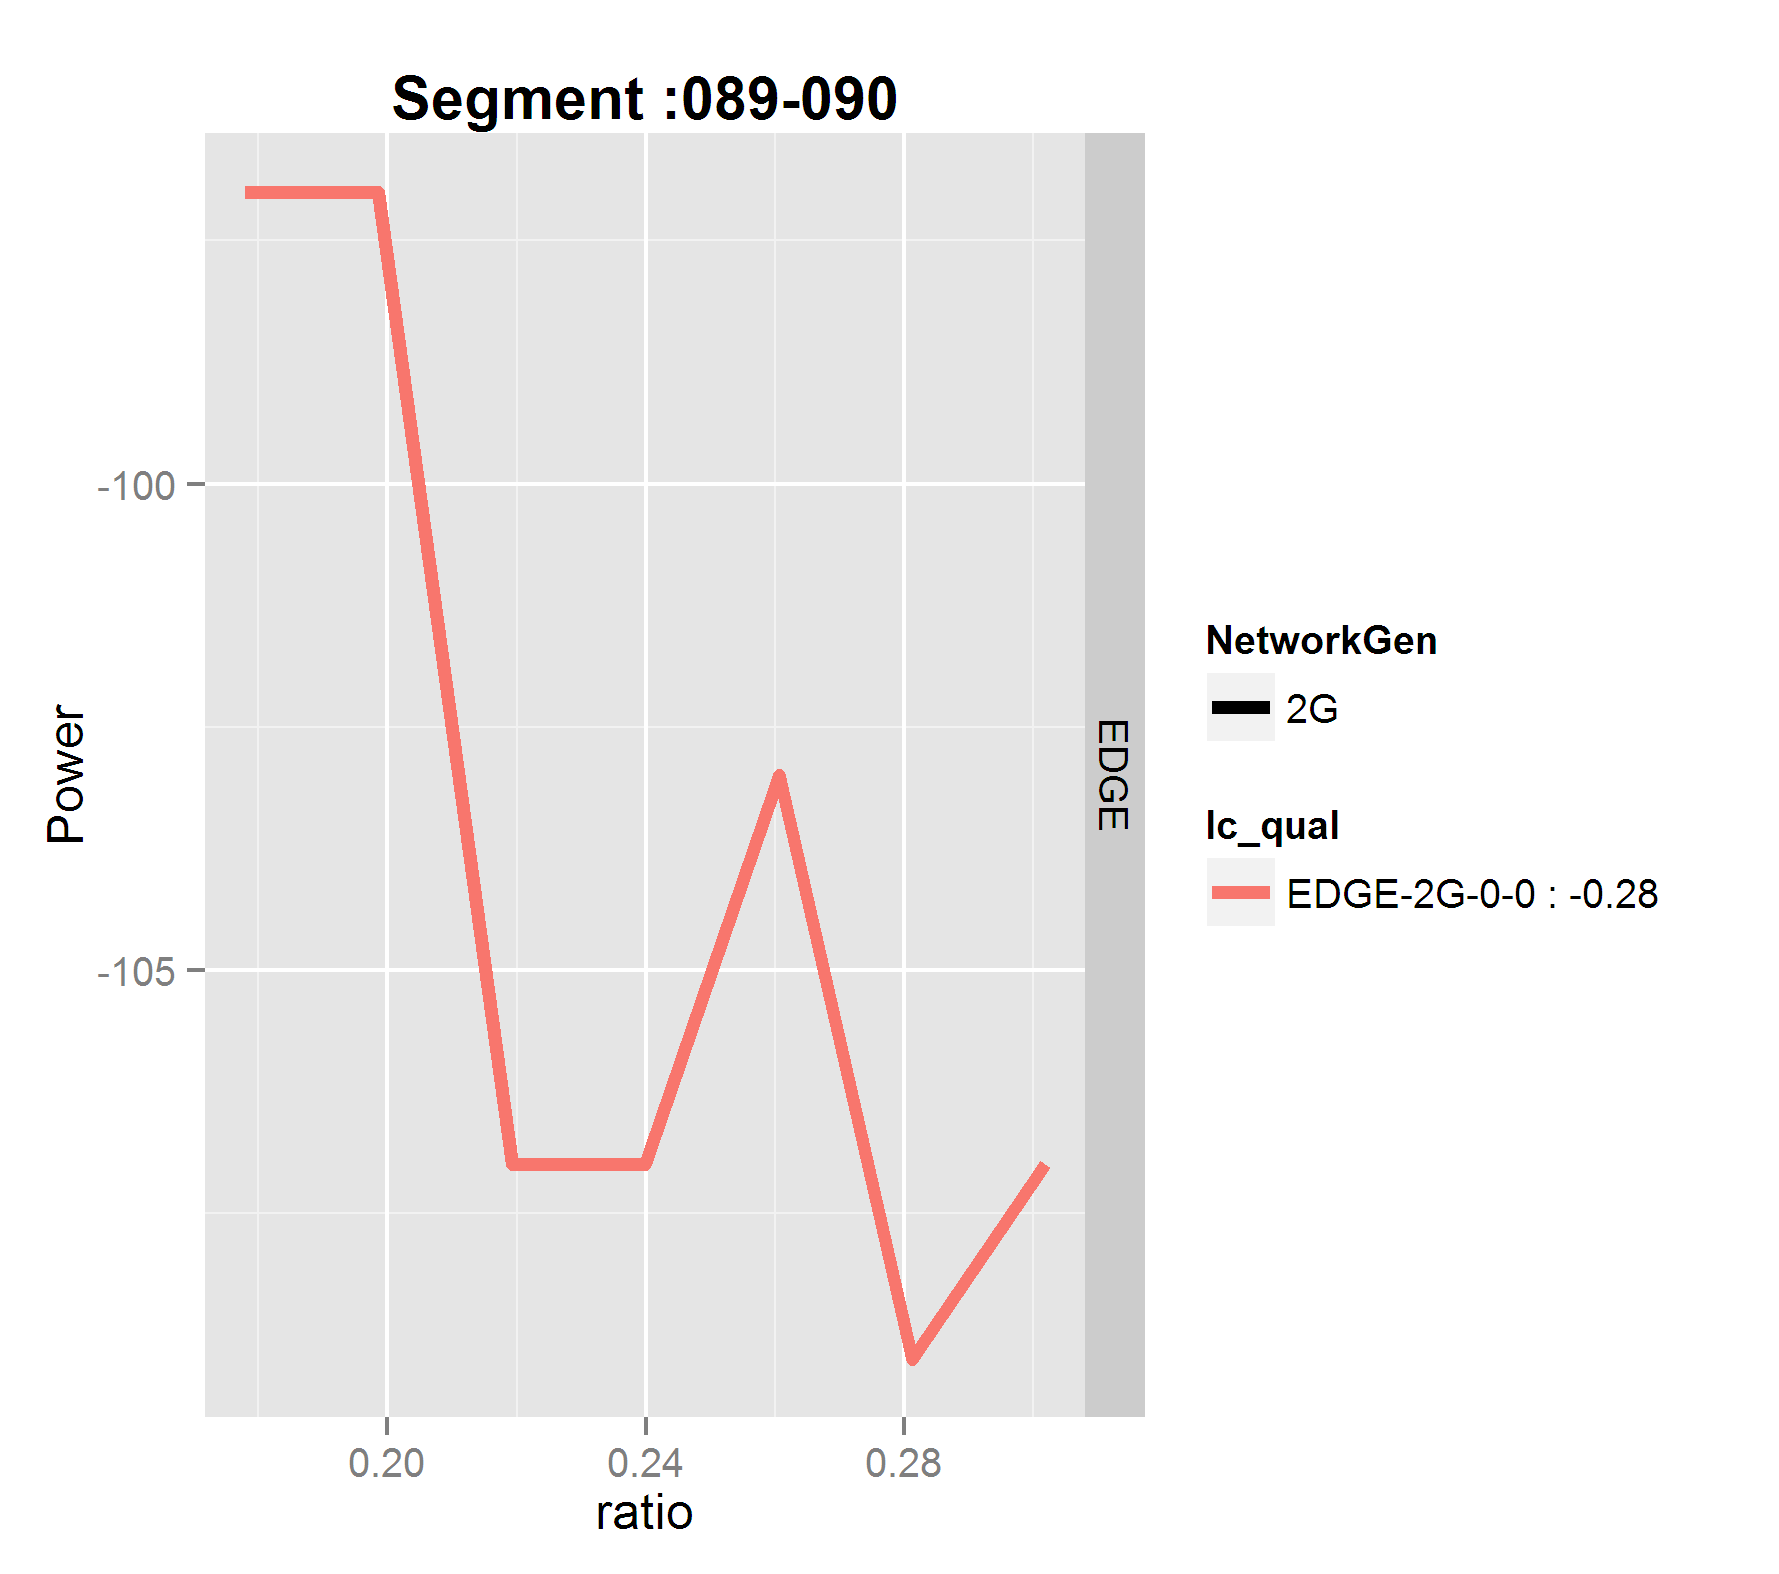 Segment :089-090
Power
-100
-105
0.20
0.24
0.28
ratio
EDGE
NetworkGen
2G
lc_qual
EDGE-2G-0-0 : -0.28